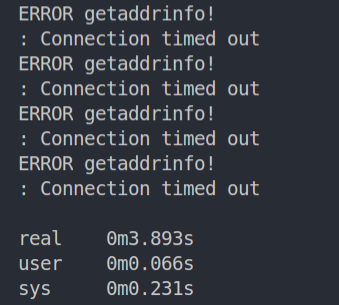 ERROR getaddrinfo!
: Connection timed out
ERROR getaddrinfo!
: Connection timed out
ERROR getaddrinfo!
: Connection timed out
ERROR getaddrinfo!
: Connection timed out
real    0m3.893s
user    0m0.066s
sys     0m0.231s